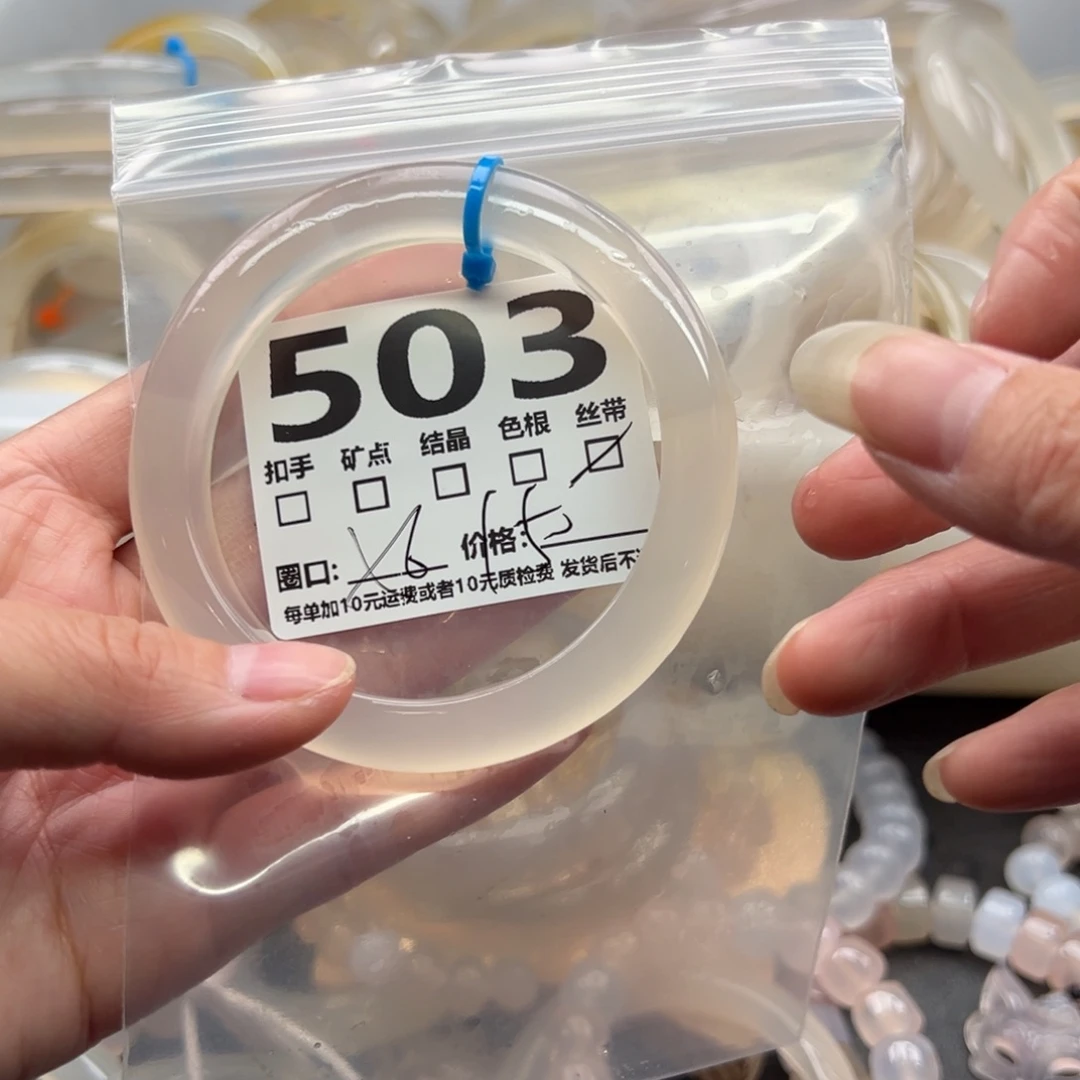 503
扣手 矿点 结晶 色根 丝带
圈口: 价格:
每单加10元运费或者10元质检费 发货后不